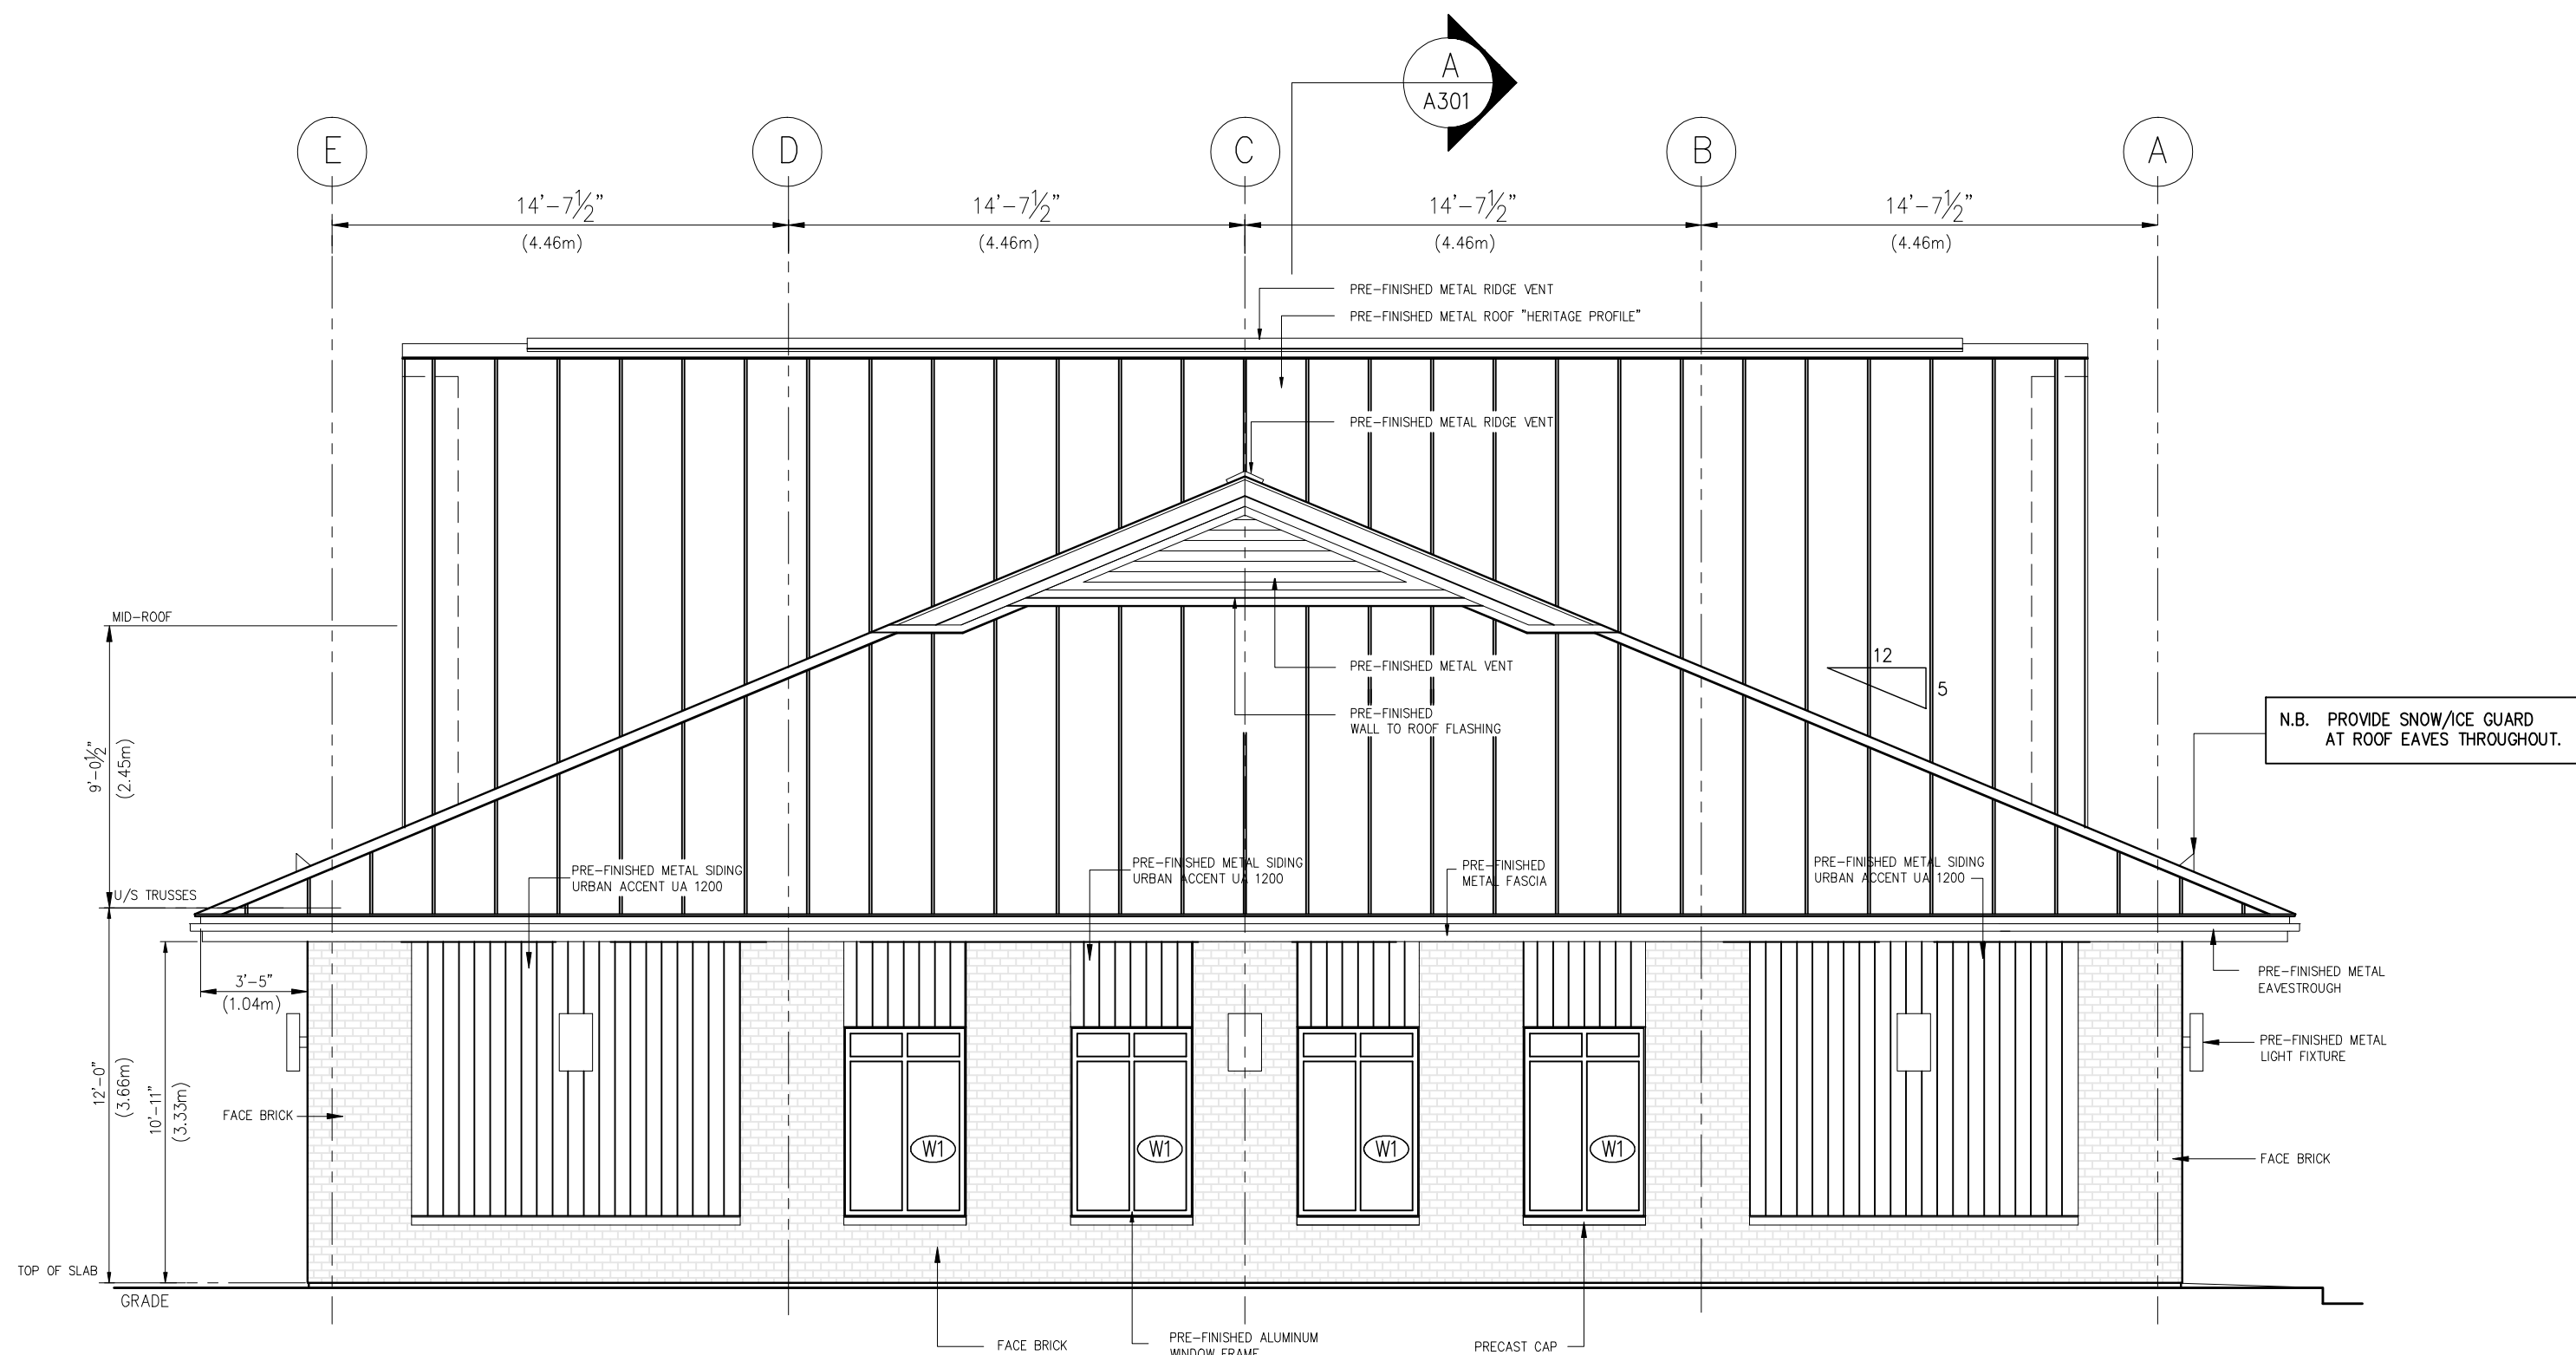 A
A301
E
D
C
B
A
14'-7½"
14'-7½"
14'-7½"
14'-7½"
(4.46m)
(4.46m)
(4.46m)
(4.46m)
PRE-FINISHED METAL RIDGE VENT
PRE-FINISHED METAL ROOF "HERITAGE PROFILE"
PRE-FINISHED METAL RIDGE VENT
MID-ROOF
12
5
PRE-FINISHED METAL VENT
PRE-FINISHED
WALL TO ROOF FLASHING
N.B. PROVIDE SNOW/ICE GUARD
AT ROOF EAVES THROUGHOUT.
9'-0½"
(2.45m)
U/S TRUSSES
PRE-FINISHED METAL SIDING
URBAN ACCENT UA 1200
PRE-FINISHED METAL SIDING
URBAN ACCENT UA 1200
PRE-FINISHED
METAL FASCIA
PRE-FINISHED METAL SIDING
URBAN ACCENT UA 1200
3'-5"
(1.04m)
PRE-FINISHED METAL
EAVESTROUGH
PRE-FINISHED METAL
LIGHT FIXTURE
12'-0"
(3.66m)
10'-11"
(3.33m)
FACE BRICK
W1
W1
W1
W1
FACE BRICK
TOP OF SLAB
GRADE
FACE BRICK
PRE-FINISHED ALUMINUM
WINDOW FRAME
PRECAST CAP